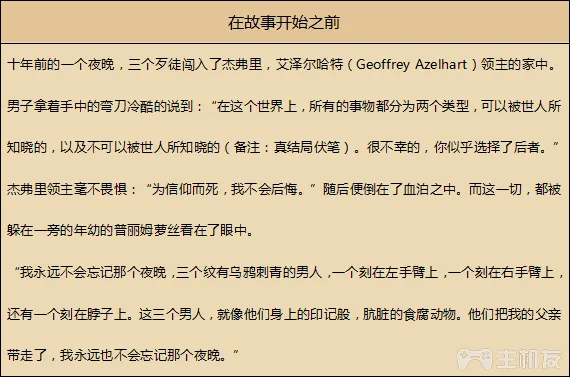 在故事开始之前
十年前的一个夜晚，三个歹徒闯入了杰弗里，艾泽尔哈特（Geoffrey Azelhart）领主的家中。
男子拿着手中的弯刀冷酷的说到：“在这个世界上，所有的事物都分为两个类型，可以被世人所
知晓的，以及不可以被世人所知晓的（备注：真结局伏笔）。很不幸的，你似乎选择了后者。”
杰弗里领主毫不畏惧：“为信仰而死，我不会后悔。”随后便倒在了血泊之中。而这一切，都被
躲在一旁的年幼的普丽姆萝丝看在了眼中。
“我永远不会忘记那个夜晚，三个纹有乌鸦刺青的男人，一个刻在左手臂上，一个刻在右手臂上，
还有一个刻在脖子上。这三个男人，就像他们身上的印记般，肮脏的食腐动物。他们把我的父亲
带走了，我永远也不会忘记那个夜晚。”
主机友